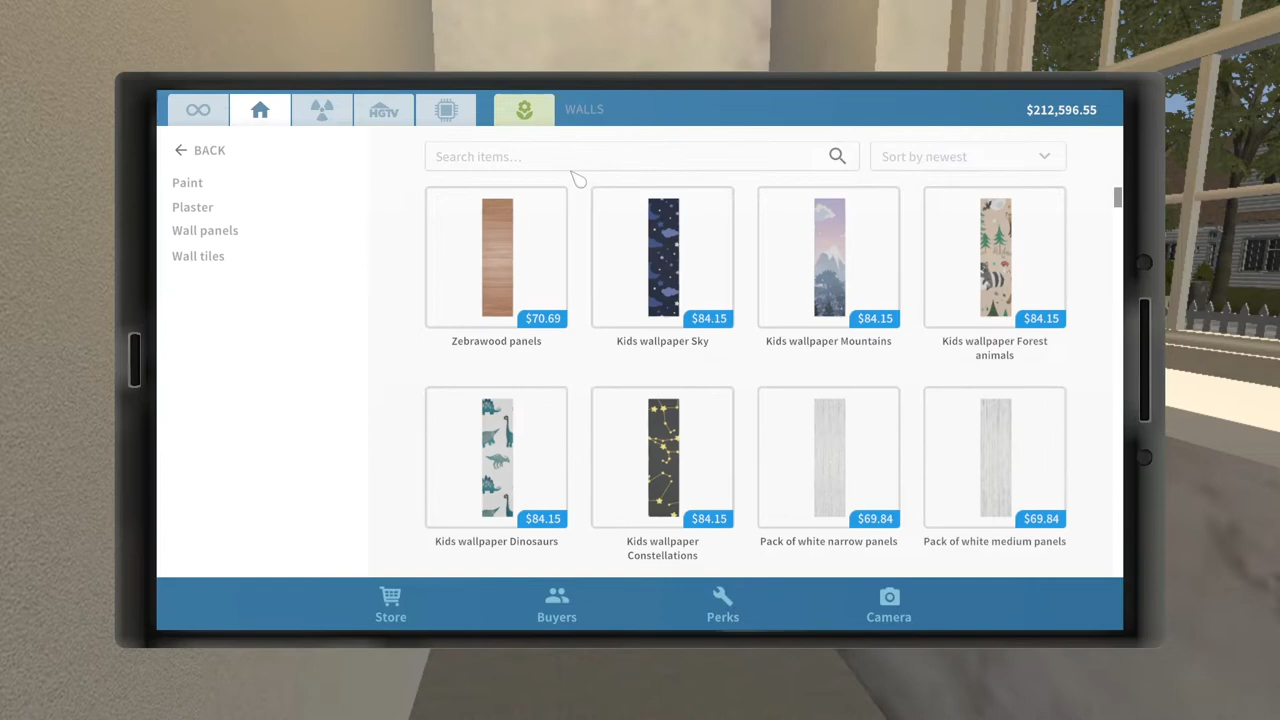 HGTV
WALLS
$212,596.55
BACK
Search items...
Sort by newest
Paint
Plaster
Wall panels
Wall tiles
$70.69
$84.15
$84.15
$84.15
Zebrawood panels
Kids wallpaper Sky
Kids wallpaper Mountains
Kids wallpaper Forest
animals
$84.15
$84.15
$69.84
$69.84
Kids wallpaper Dinosaurs
Kids wallpaper
Constellations
Pack of white narrow panels
Pack of white medium panels
Store
Buyers
Perks
Camera